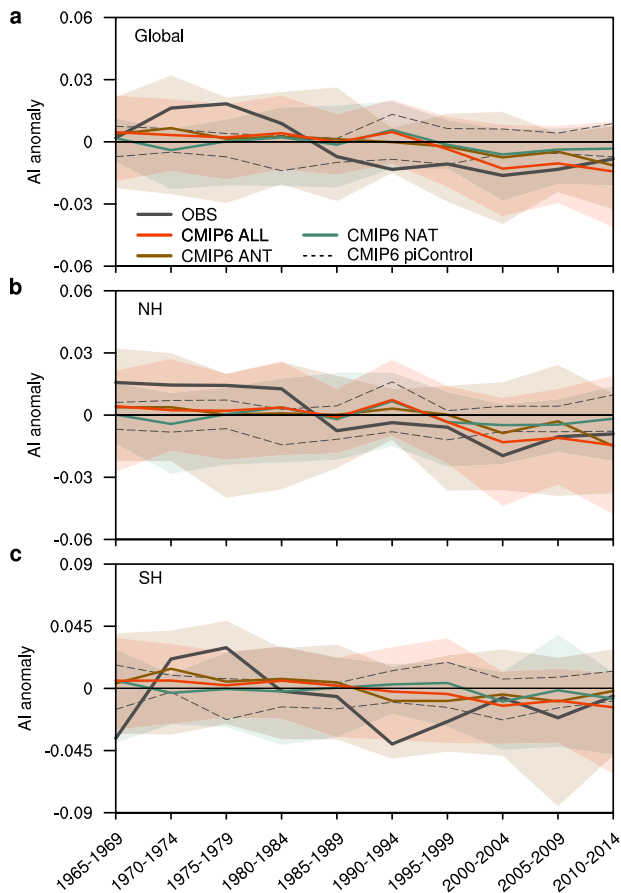 a
Global
AI anomaly
0.06
0.03
0
-0.03
-0.06
OBS
CMIP6 ALL
CMIP6 ANT
CMIP6 NAT
CMIP6 piControl
b
NH
AI anomaly
0.06
0.03
0
-0.03
-0.06
c
SH
AI anomaly
0.09
0.045
0
-0.045
-0.09
1965-1969
1970-1974
1975-1979
1980-1984
1985-1989
1990-1994
1995-1999
2000-2004
2005-2009
2010-2014